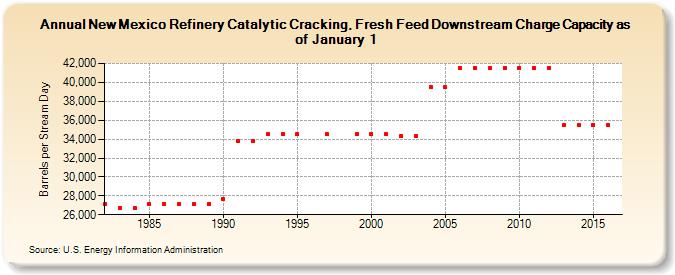 Annual New Mexico Refinery Catalytic Cracking, Fresh Feed Downstream Charge Capacity as
of January 1
Barrels per Stream Day
42,000
40,000
38,000
36,000
34,000
32,000
30,000
28,000
26,000
1985 1990 1995 2000 2005 2010 2015
Source: U.S. Energy Information Administration